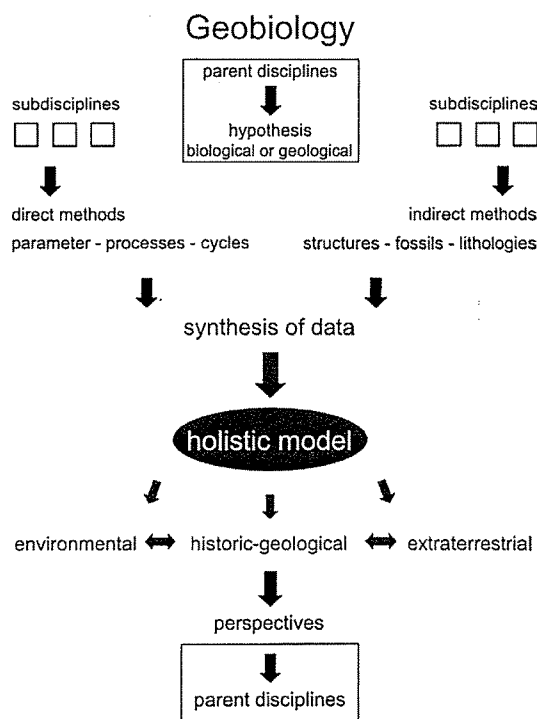 Geobiology
parent disciplines
subdisciplines
subdisciplines
hypothesis
biological or geological
direct methods
indirect methods
parameter - processes - cycles
structures - fossils - lithologies
synthesis of data
holistic model
environmental
historic-geological
extraterrestrial
perspectives
parent disciplines